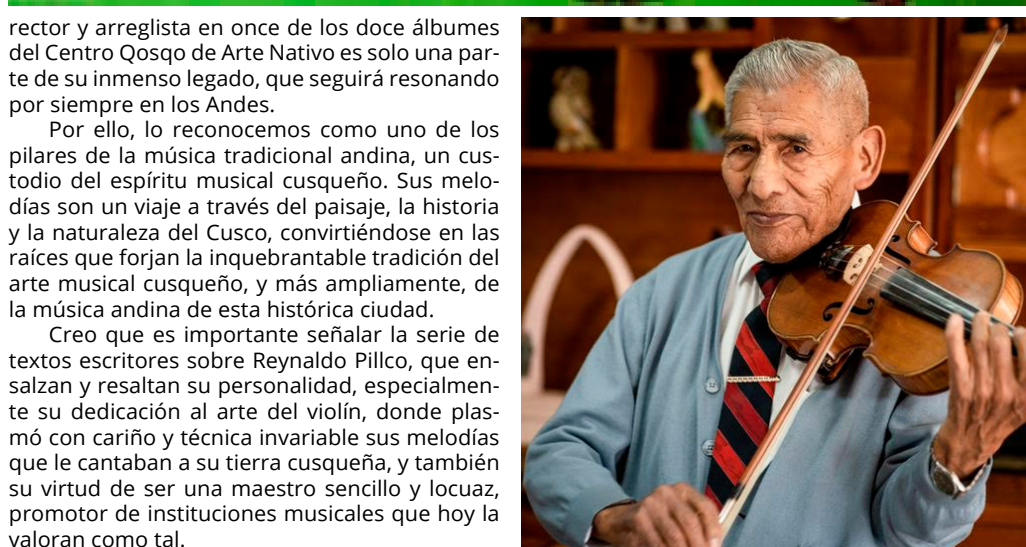 rector y arreglista en once de los doce álbumes
del Centro Qosqo de Arte Nativo es solo una par-
te de su inmenso legado, que seguirá resonando
por siempre en los Andes.
Por ello, lo reconocemos como uno de los
pilares de la música tradicional andina, un cus-
todio del espíritu musical cusqueño. Sus melo-
días son un viaje a través del paisaje, la historia
y la naturaleza del Cusco, convirtiéndose en las
raíces que forjan la inquebrantable tradición del
arte musical cusqueño, y más ampliamente, de
la música andina de esta histórica ciudad.
Creo que es importante señalar la serie de
textos escritores sobre Reynaldo Pillco, que en-
salzan y resaltan su personalidad, especialmen-
te su dedicación al arte del violín, donde plas-
mó con cariño y técnica invariable sus melodías
que le cantaban a su tierra cusqueña, y también
su virtud de ser una maestro sencillo y locuaz,
promotor de instituciones musicales que hoy la
valoran como tal.